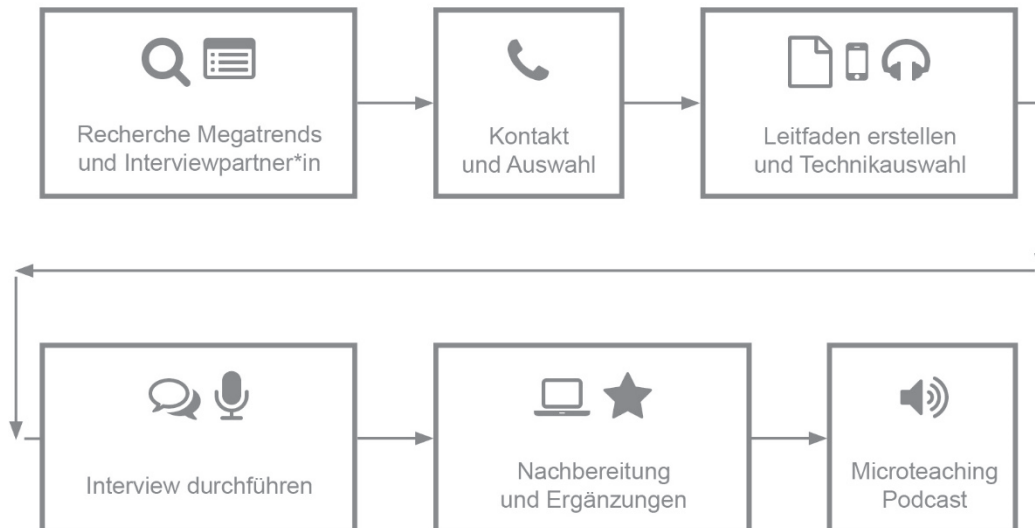 Recherche Megatrends
und Interviewpartner*in
Kontakt
und Auswahl
Leitfaden erstellen
und Technikauswahl
Interview durchführen
Nachbereitung
und Ergänzungen
Microteaching
Podcast